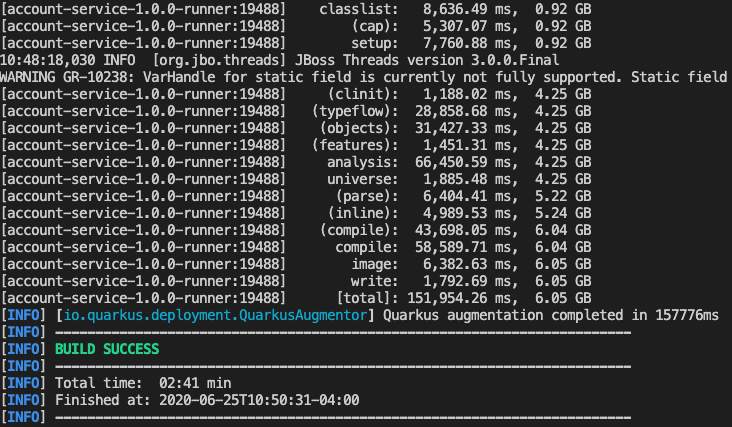 [account-service-1.0.0-runner:19488]    classlist:   8,636.49 ms,  0.92 GB
[account-service-1.0.0-runner:19488]        (cap):   5,307.07 ms,  0.92 GB
[account-service-1.0.0-runner:19488]        setup:   7,760.88 ms,  0.92 GB
10:48:18,030 INFO  [org.jbo.threads] JBoss Threads version 3.0.0.Final
WARNING GR-10238: VarHandle for static field is currently not fully supported. Static field
[account-service-1.0.0-runner:19488]     (clinit):   1,188.02 ms,  4.25 GB
[account-service-1.0.0-runner:19488]   (typeflow):  28,858.68 ms,  4.25 GB
[account-service-1.0.0-runner:19488]    (objects):  31,427.33 ms,  4.25 GB
[account-service-1.0.0-runner:19488]   (features):   1,451.31 ms,  4.25 GB
[account-service-1.0.0-runner:19488]     analysis:  66,450.59 ms,  4.25 GB
[account-service-1.0.0-runner:19488]     universe:   1,885.48 ms,  4.25 GB
[account-service-1.0.0-runner:19488]      (parse):   6,404.41 ms,  5.22 GB
[account-service-1.0.0-runner:19488]     (inline):   4,989.53 ms,  5.24 GB
[account-service-1.0.0-runner:19488]    (compile):  43,698.05 ms,  6.04 GB
[account-service-1.0.0-runner:19488]      compile:  58,589.71 ms,  6.04 GB
[account-service-1.0.0-runner:19488]        image:   6,382.63 ms,  6.05 GB
[account-service-1.0.0-runner:19488]        write:   1,792.69 ms,  6.05 GB
[account-service-1.0.0-runner:19488]      [total]: 151,954.26 ms,  6.05 GB
[INFO] [io.quarkus.deployment.QuarkusAugmentor] Quarkus augmentation completed in 157776ms
[INFO] ------------------------------------------------------------------------
[INFO] BUILD SUCCESS
[INFO] ------------------------------------------------------------------------
[INFO] Total time:  02:41 min
[INFO] Finished at: 2020-06-25T10:50:31-04:00
[INFO] ------------------------------------------------------------------------